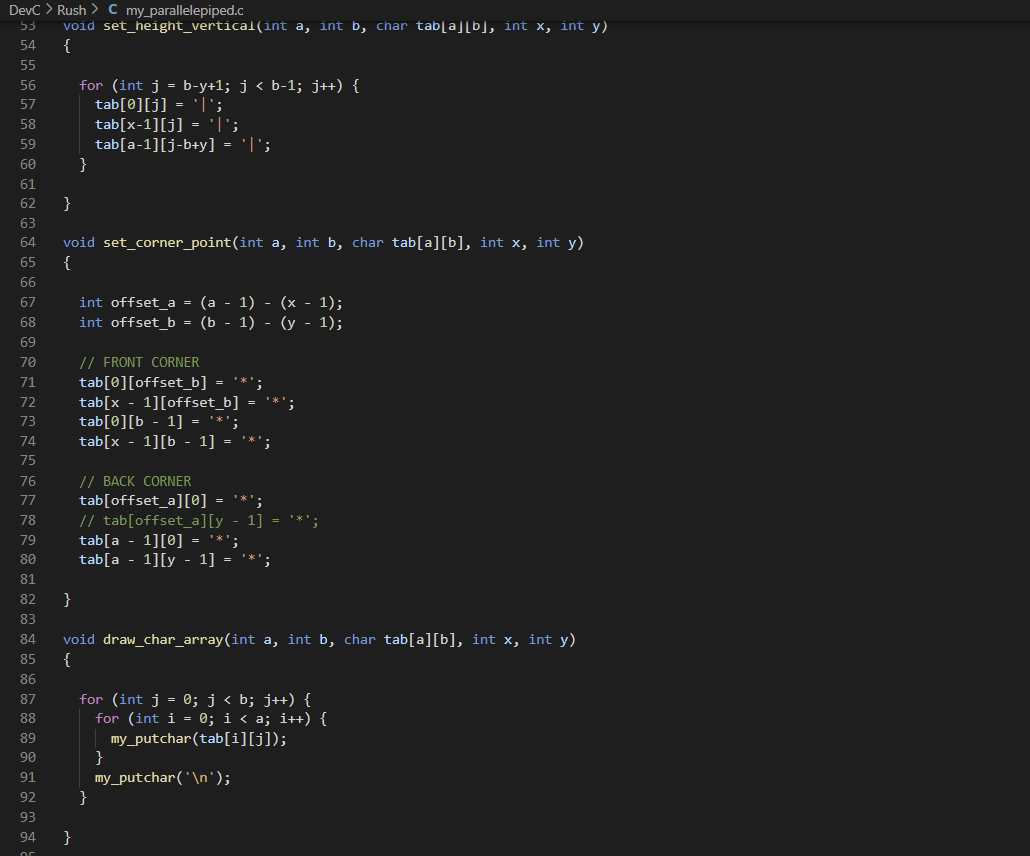 DevC > Rush > C my_parallelepiped.c
53 void set_height_vertical(int a, int b, char tab[a][b], int x, int y)
54 {
55
56 for (int j = b-y+1; j < b-1; j++) {
57 tab[0][j] = '|';
58 tab[x-1][j] = '|';
59 tab[a-1][j-b+y] = '|';
60 }
61
62 }
63
64 void set_corner_point(int a, int b, char tab[a][b], int x, int y)
65 {
66
67 int offset_a = (a - 1) - (x - 1);
68 int offset_b = (b - 1) - (y - 1);
69
70 // FRONT CORNER
71 tab[0][offset_b] = '*';
72 tab[x - 1][offset_b] = '*';
73 tab[0][b - 1] = '*';
74 tab[x - 1][b - 1] = '*';
75
76 // BACK CORNER
77 tab[offset_a][0] = '*';
78 // tab[offset_a][y - 1] = '*';
79 tab[a - 1][0] = '*';
80 tab[a - 1][y - 1] = '*';
81
82 }
83
84 void draw_char_array(int a, int b, char tab[a][b], int x, int y)
85 {
86
87 for (int j = 0; j < b; j++) {
88 for (int i = 0; i < a; i++) {
89 my_putchar(tab[i][j]);
90 }
91 my_putchar('\n');
92 }
93
94 }
95